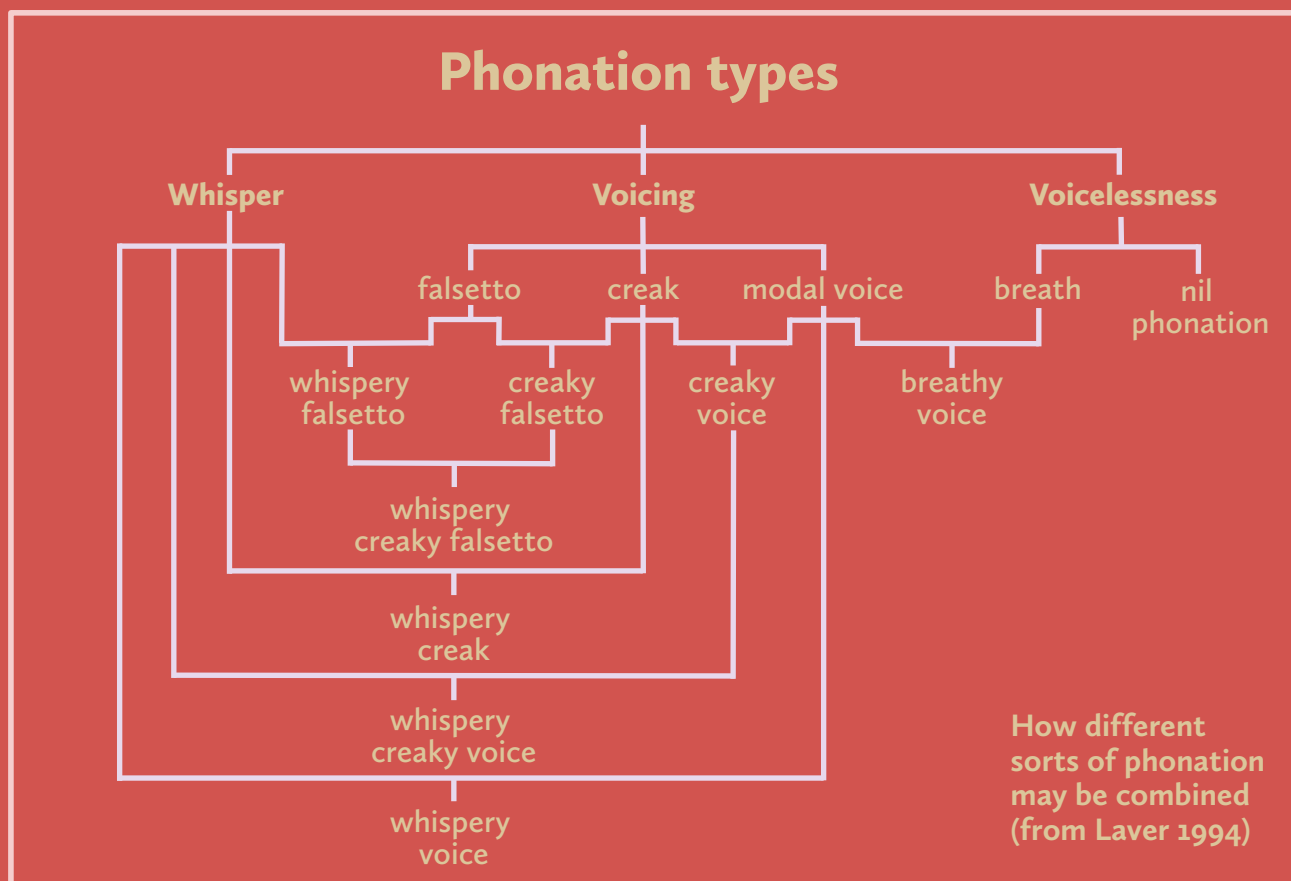 Phonation types
Whisper
Voicing
Voicelessness
falsetto
creak
modal voice
breath
nil
phonation
whispery
falsetto
creaky
falsetto
creaky
voice
breathy
voice
whispery
creaky falsetto
whispery
creak
whispery
creaky voice
whispery
voice
How different
sorts of phonation
may be combined
(from Laver 1994)